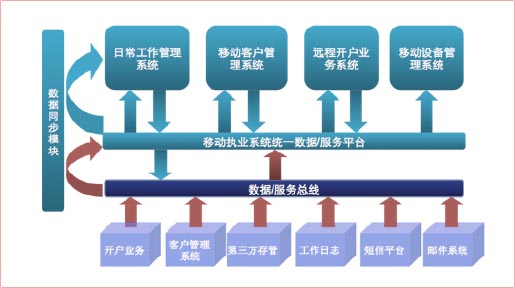 日常工作管理
系统
移动客户管
理系统
远程开户业
务系统
移动设备管
理系统
数据同步模块
移动执业系统统一数据/服务平台
数据/服务总线
开户业务
客户管理
系统
第三方存管
工作日志
短信平台
邮件系统